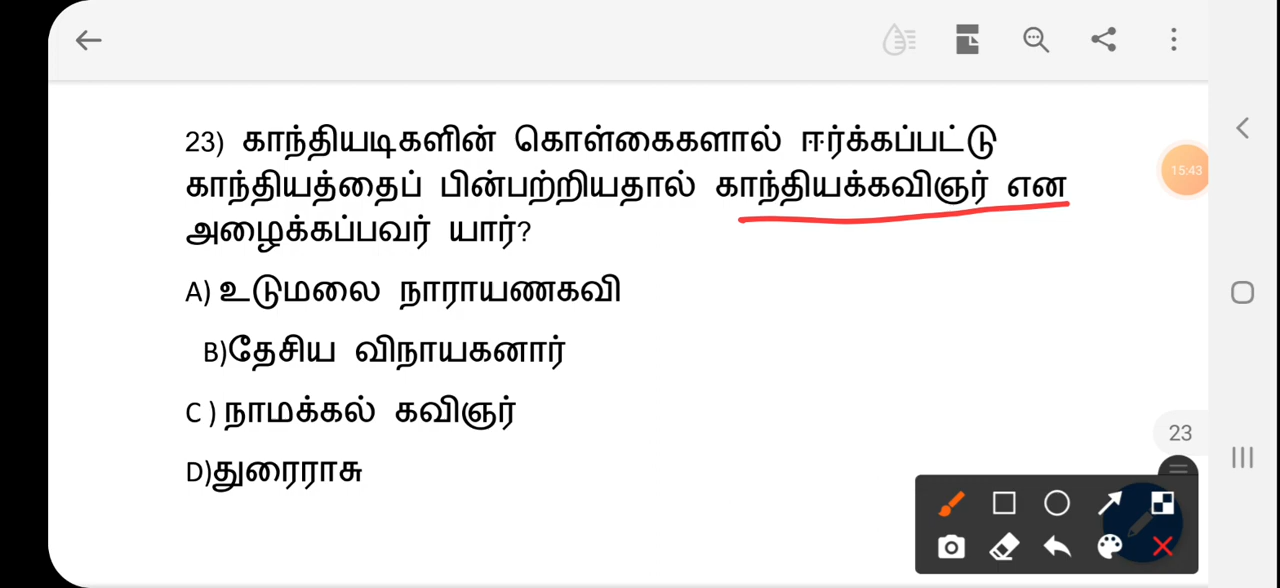 15:43
23) காந்தியடிகளின் கொள்கைகளால் ஈர்க்கப்பட்டு
காந்தியத்தைப் பின்பற்றியதால் காந்தியக்கவிஞர் என
அழைக்கப்பவர் யார்?
A) உடுமலை நாராயணகவி
B)தேசிய விநாயகனார்
C ) நாமக்கல் கவிஞர்
D)துரைராசு
23